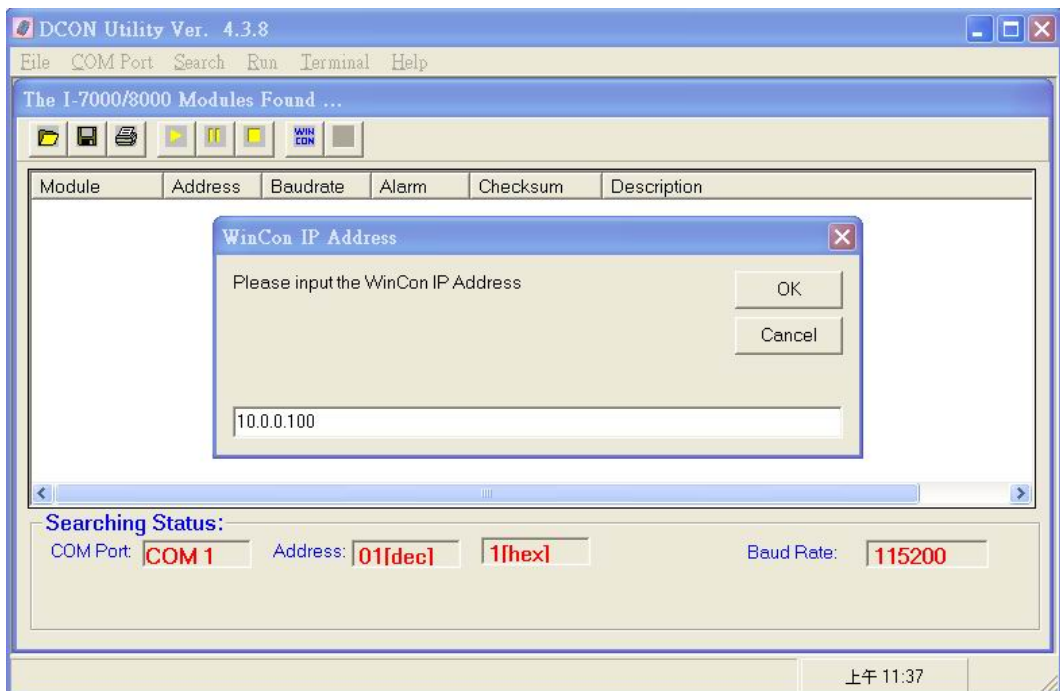 DCON Utility Ver. 4.3.8
File COM Port Search Run Terminal Help
The I-7000/8000 Modules Found ...
WIN CON
Module Address Baudrate Alarm Checksum Description
WinCon IP Address
Please input the WinCon IP Address
OK
Cancel
10.0.0.100
Searching Status:
COM Port: COM 1 Address: 01[dec] 1[hex] Baud Rate: 115200
上午 11:37